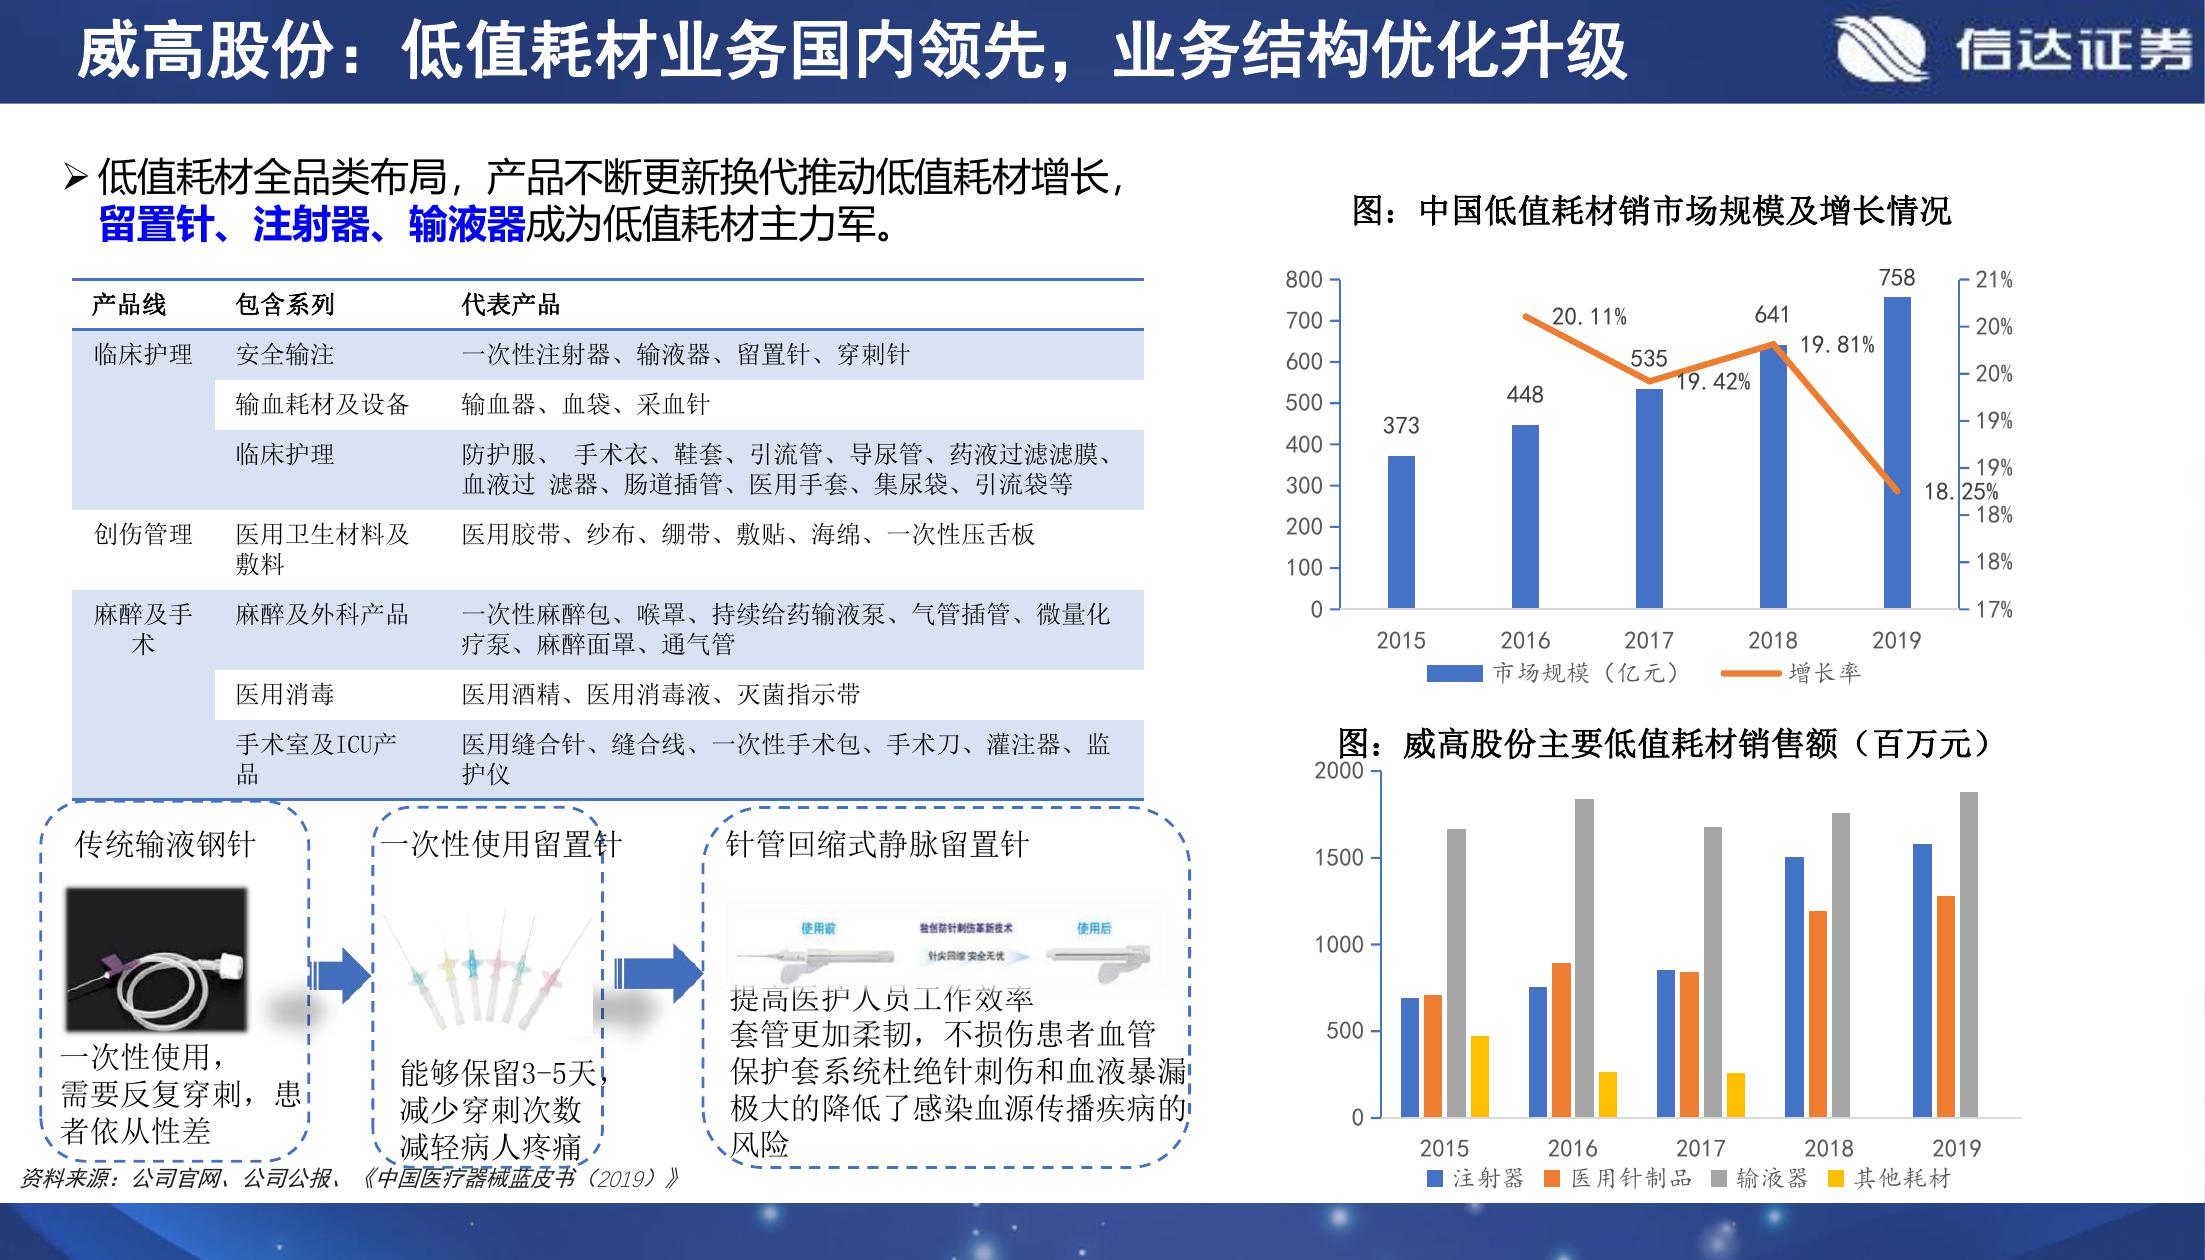 威高股份：低值耗材业务国内领先，业务结构优化升级
信达证券
低值耗材全品类布局，产品不断更新换代推动低值耗材增长，
留置针、注射器、输液器成为低值耗材主力军。
产品线 包含系列 代表产品
临床护理 安全输注 一次性注射器、输液器、留置针、穿刺针
输血耗材及设备 输血器、血袋、采血针
临床护理 防护服、 手术衣、鞋套、引流管、导尿管、药液过滤滤膜、
血液过 滤器、肠道插管、医用手套、集尿袋、引流袋等
创伤管理 医用卫生材料及 医用胶带、纱布、绷带、敷贴、海绵、一次性压舌板
敷料
麻醉及手 麻醉及外科产品 一次性麻醉包、喉罩、持续给药输液泵、气管插管、微量化
术 疗泵、麻醉面罩、通气管
医用消毒 医用酒精、医用消毒液、灭菌指示带
手术室及ICU产 医用缝合针、缝合线、一次性手术包、手术刀、灌注器、监
品 护仪
传统输液钢针
一次性使用，
需要反复穿刺，患
者依从性差
一次性使用留置针
能够保留3-5天，
减少穿刺次数
减轻病人疼痛
针管回缩式静脉留置针
使用前 独创防针刺伤革新技术 使用后
针尖回缩 安全无忧
提高医护人员工作效率
套管更加柔韧，不损伤患者血管
保护套系统杜绝针刺伤和血液暴漏
极大的降低了感染血源传播疾病的
风险
资料来源：公司官网、公司公报、《中国医疗器械蓝皮书（2019）》
图：中国低值耗材销市场规模及增长情况
800
700
600
500
400
300
200
100
0
373
448
535
641
758
20.11%
19.42%
19.81%
18.25%
21%
20%
20%
19%
19%
18%
18%
17%
2015 2016 2017 2018 2019
市场规模（亿元） 增长率
图：威高股份主要低值耗材销售额（百万元）
2000
1500
1000
500
0
2015 2016 2017 2018 2019
注射器 医用针制品 输液器 其他耗材